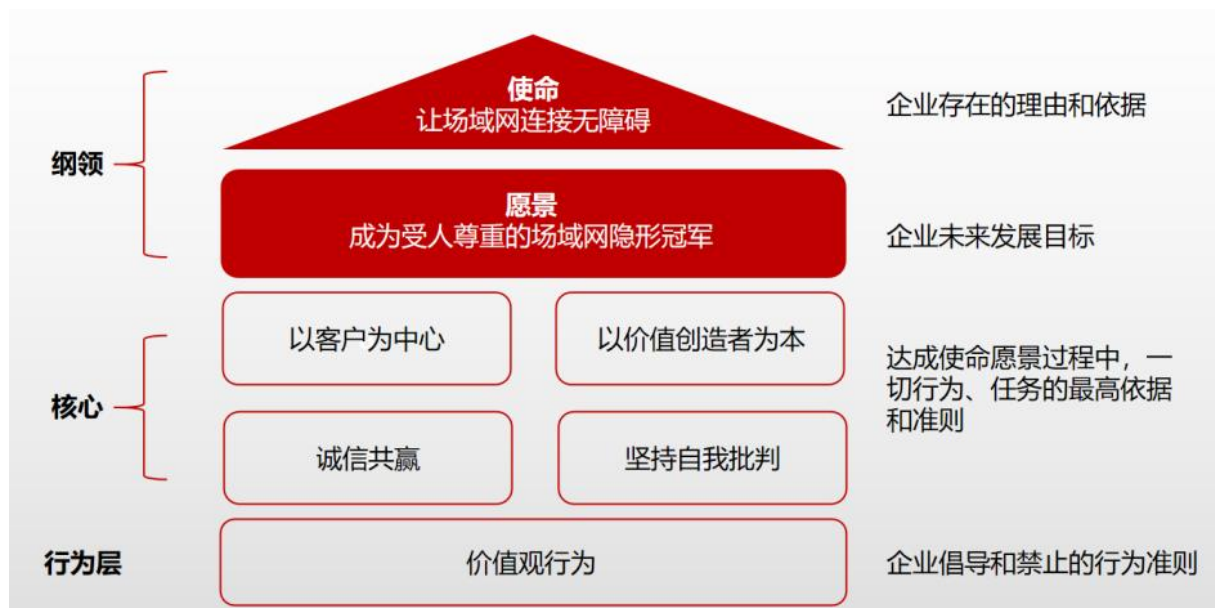 使命
让场域网连接无障碍
企业存在的理由和依据
纲领
愿景
成为受人尊重的场域网隐形冠军
企业未来发展目标
以客户为中心
以价值创造者为本
达成使命愿景过程中，一
切行为、任务的最高依据
和准则
核心
诚信共赢
坚持自我批判
行为层
价值观行为
企业倡导和禁止的行为准则